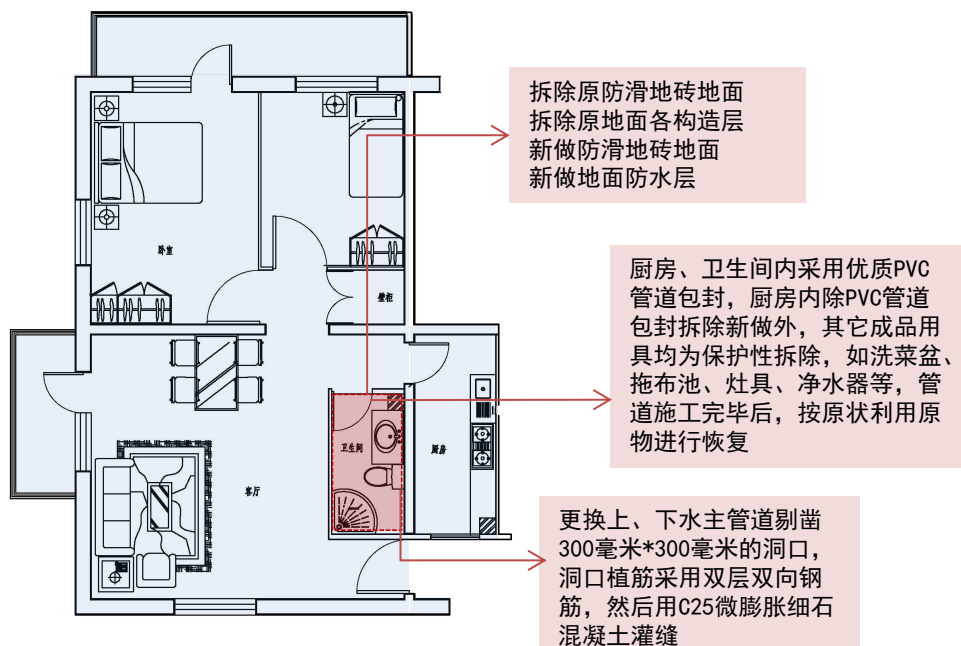 拆除原防滑地砖地面
拆除原地面各构造层
新做防滑地砖地面
新做地面防水层
卧室
壁柜
厨房、卫生间内采用优质PVC
管道包封，厨房内除PVC管道
包封拆除新做外，其它成品用
具均为保护性拆除，如洗菜盆、
拖布池、灶具、净水器等，管
道施工完毕后，按原状利用原
物进行恢复
卫生间
厨房
客厅
更换上、下水主管道剔凿
300毫米*300毫米的洞口，
洞口植筋采用双层双向钢
筋，然后用C25微膨胀细石
混凝土灌缝